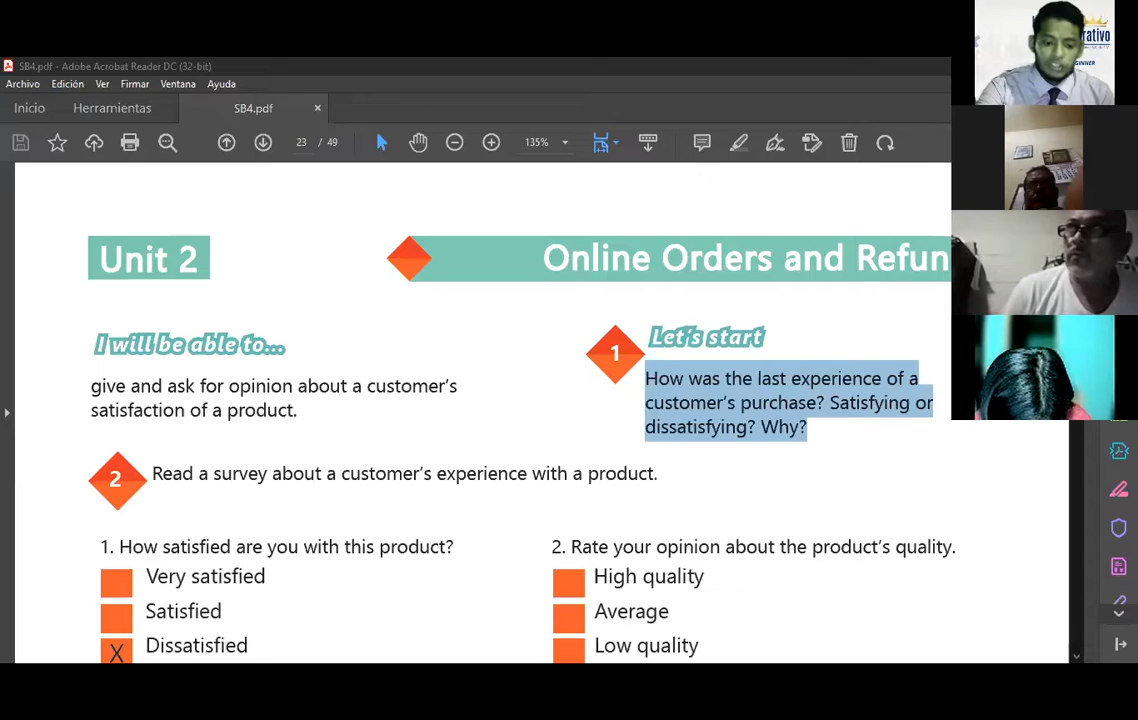 SB4.pdf - Adobe Acrobat Reader DC (32-bit)
Archivo Edición Ver Firmar Ventana Ayuda
Inicio Herramientas SB4.pdf ×
23 / 49 135%
Unit 2
Online Orders and Refun
I will be able to...
give and ask for opinion about a customer's
satisfaction of a product.
1
Let's start
How was the last experience of a
customer's purchase? Satisfying or
dissatisfying? Why?
2
Read a survey about a customer's experience with a product.
1. How satisfied are you with this product?
Very satisfied
Satisfied
X Dissatisfied
2. Rate your opinion about the product's quality.
High quality
Average
Low quality
rativo
GINNER